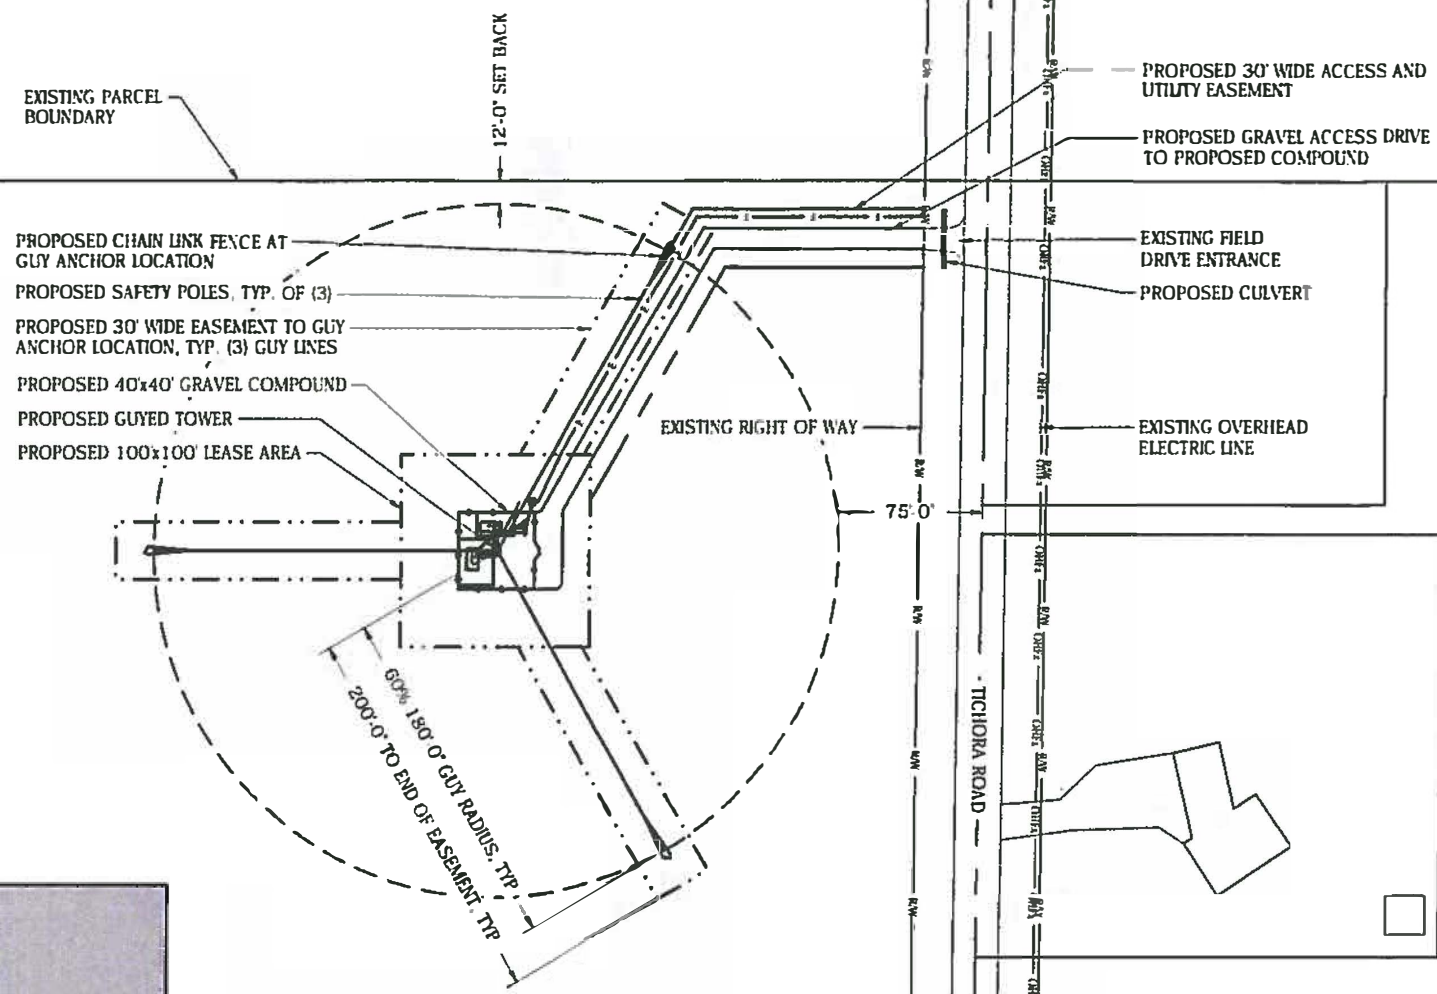 12'-0" SET BACK
EXISTING PARCEL
BOUNDARY
PROPOSED 30' WIDE ACCESS AND
UTILITY EASEMENT
PROPOSED GRAVEL ACCESS DRIVE
TO PROPOSED COMPOUND
PROPOSED CHAIN LINK FENCE AT
GUY ANCHOR LOCATION
EXISTING FIELD
DRIVE ENTRANCE
PROPOSED SAFETY POLES, TYP. OF (3)
PROPOSED CULVERT
PROPOSED 30' WIDE EASEMENT TO GUY
ANCHOR LOCATION, TYP. (3) GUY LINES
PROPOSED 40'x40' GRAVEL COMPOUND
PROPOSED GUYED TOWER
EXISTING RIGHT OF WAY
EXISTING OVERHEAD
ELECTRIC LINE
PROPOSED 100'x100' LEASE AREA
75'-0"
60% 180'-0" GUY RADIUS, TYP
200'-0" TO END OF EASEMENT, TYP
TICHORA ROAD
R/W
R/W
R/W
R/W
R/W